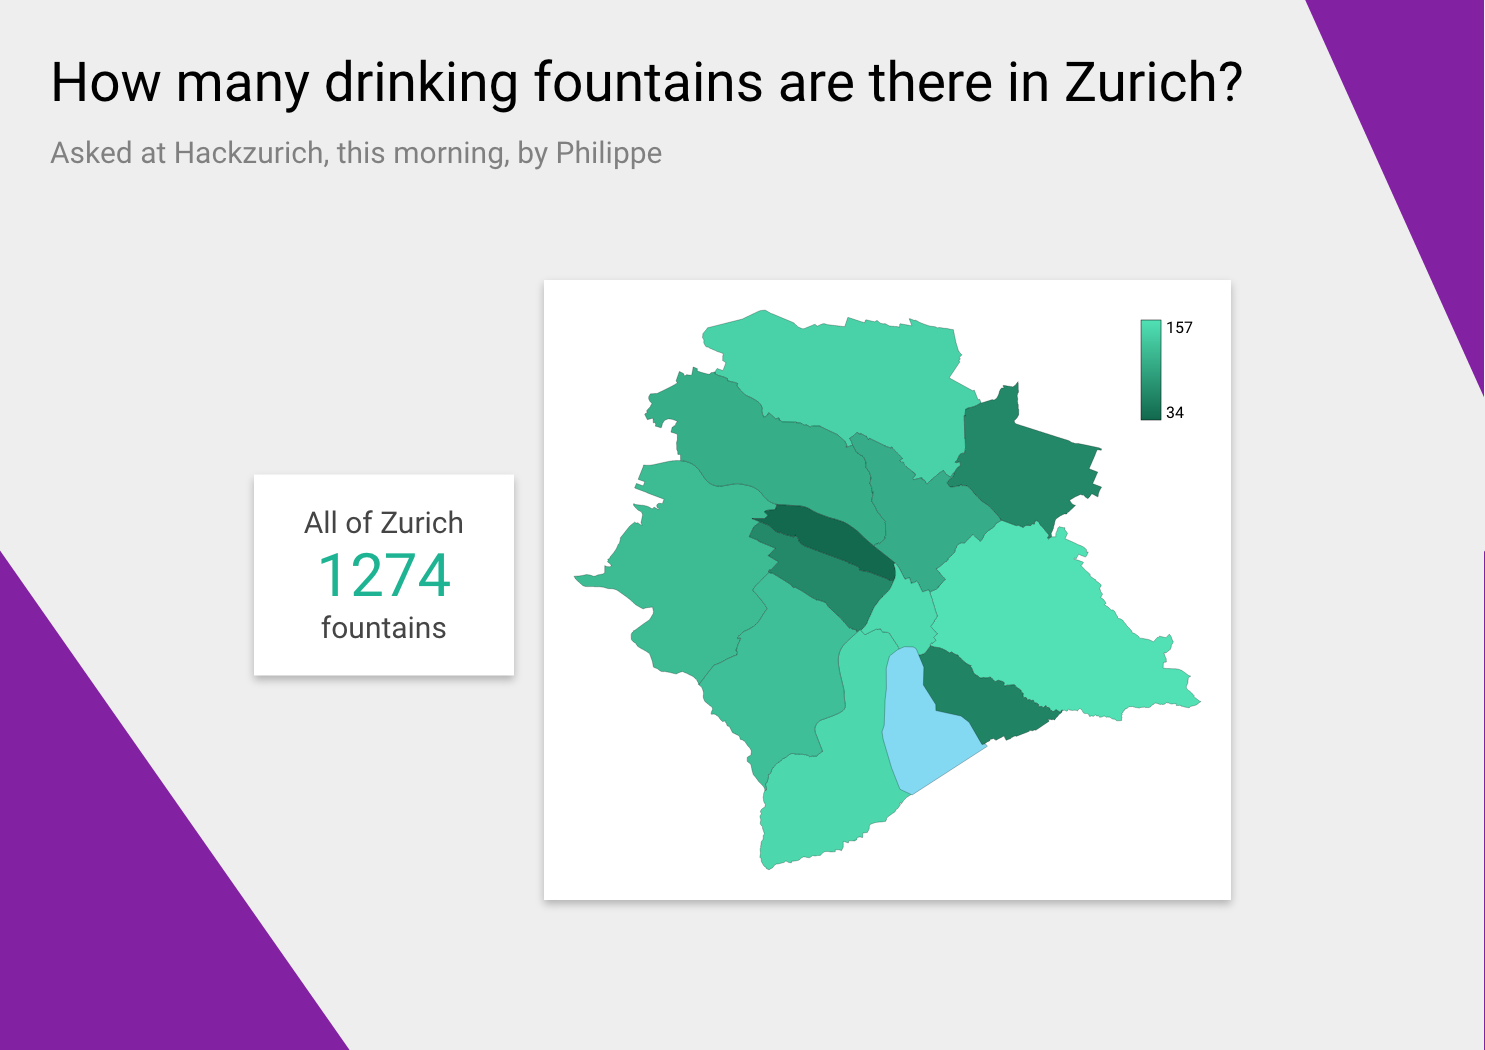 How many drinking fountains are there in Zurich?
Asked at Hackzurich, this morning, by Philippe
All of Zurich
1274
fountains
157
34